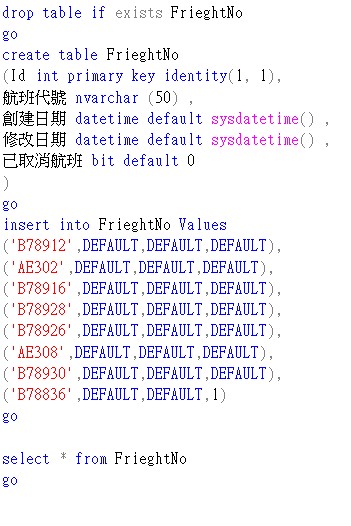 drop table if exists FrieghtNo
go
create table FrieghtNo
(Id int primary key identity(1, 1),
航班代號 nvarchar (50) ,
創建日期 datetime default sysdatetime() ,
修改日期 datetime default sysdatetime() ,
已取消航班 bit default 0
)
go
insert into FrieghtNo Values
('B78912',DEFAULT,DEFAULT,DEFAULT),
('AE302',DEFAULT,DEFAULT,DEFAULT),
('B78916',DEFAULT,DEFAULT,DEFAULT),
('B78928',DEFAULT,DEFAULT,DEFAULT),
('B78926',DEFAULT,DEFAULT,DEFAULT),
('AE308',DEFAULT,DEFAULT,DEFAULT),
('B78930',DEFAULT,DEFAULT,DEFAULT),
('B78836',DEFAULT,DEFAULT,1)
go
select * from FrieghtNo
go